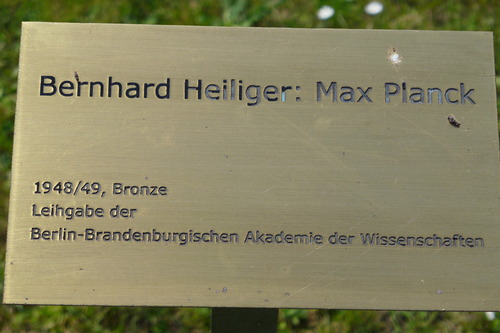 Bernhard Heiliger: Max Planck
1948/49, Bronze
Leihgabe der
Berlin-Brandenburgischen Akademie der Wissenschaften